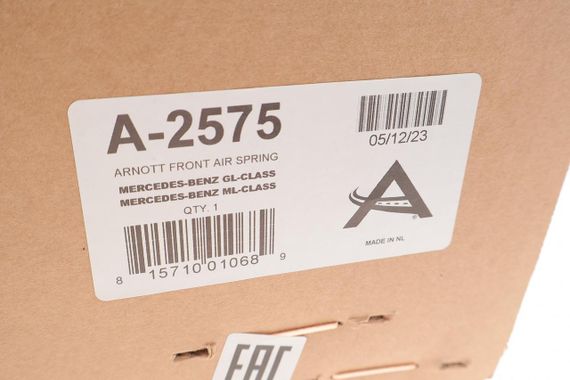 A-2575
ARNOTT FRONT AIR SPRING
MERCEDES-BENZ GL-CLASS
MERCEDES-BENZ ML-CLASS
QTY. 1
8 15710 01068 9
05/12/23
A®
MADE IN NL
EAC